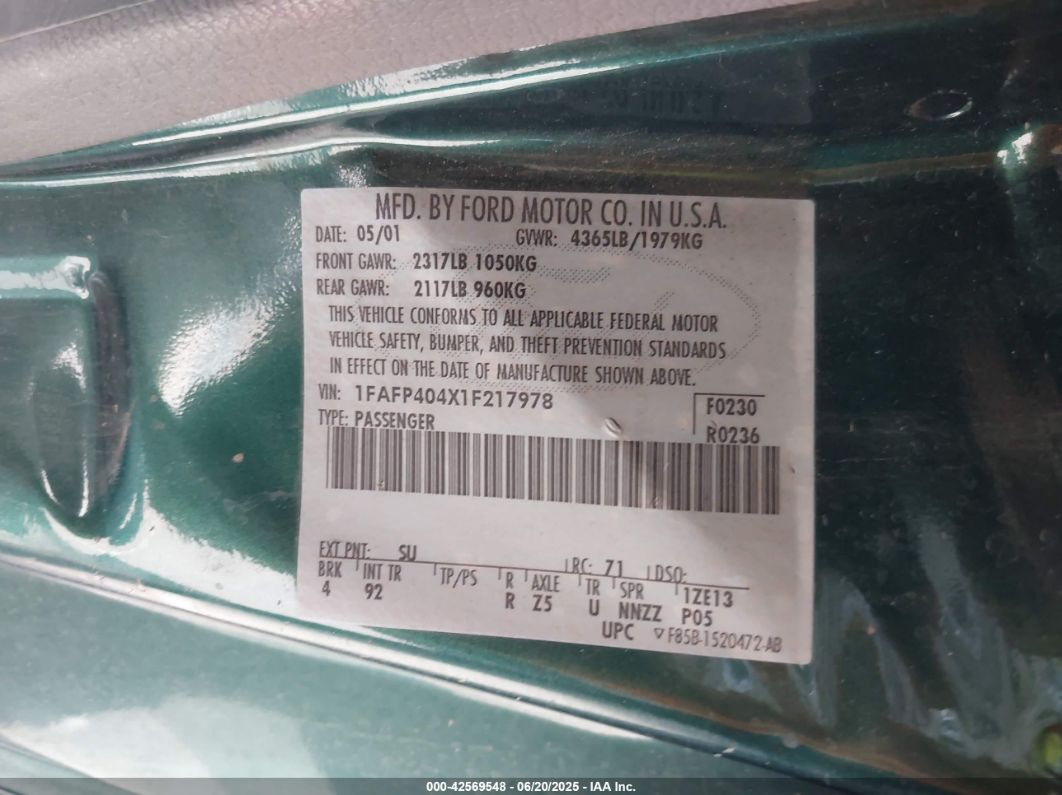 MFD. BY FORD MOTOR CO. IN U.S.A.
DATE: 05/01 GVWR: 4365LB/1979KG
FRONT GAWR: 2317LB 1050KG
REAR GAWR: 2117LB 960KG
THIS VEHICLE CONFORMS TO ALL APPLICABLE FEDERAL MOTOR
VEHICLE SAFETY, BUMPER, AND THEFT PREVENTION STANDARDS
IN EFFECT ON THE DATE OF MANUFACTURE SHOWN ABOVE.
VIN: 1FAFP404X1F217978 F0230
TYPE: PASSENGER R0236
EXT PNT: SU RC: 71 DSO:
BRK INT TR TP/PS R AXLE TR SPR 1ZE13
4 92 R Z5 U NNZZ P05
UPC F85B-1520472-AB
000-42569548 - 06/20/2025 - IAA Inc.